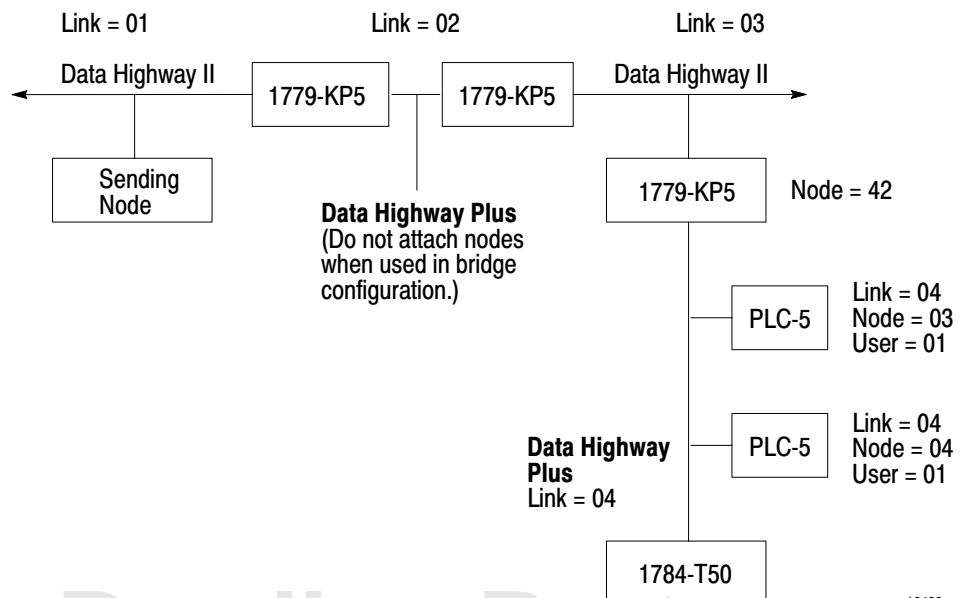 Link = 01
Link = 02
Link = 03
Data Highway II
Data Highway II
1779-KP5
1779-KP5
Sending
Node
1779-KP5
Node = 42
Data Highway Plus
(Do not attach nodes
when used in bridge
configuration.)
PLC-5
Link = 04
Node = 03
User = 01
PLC-5
Link = 04
Node = 04
User = 01
Data Highway
Plus
Link = 04
1784-T50